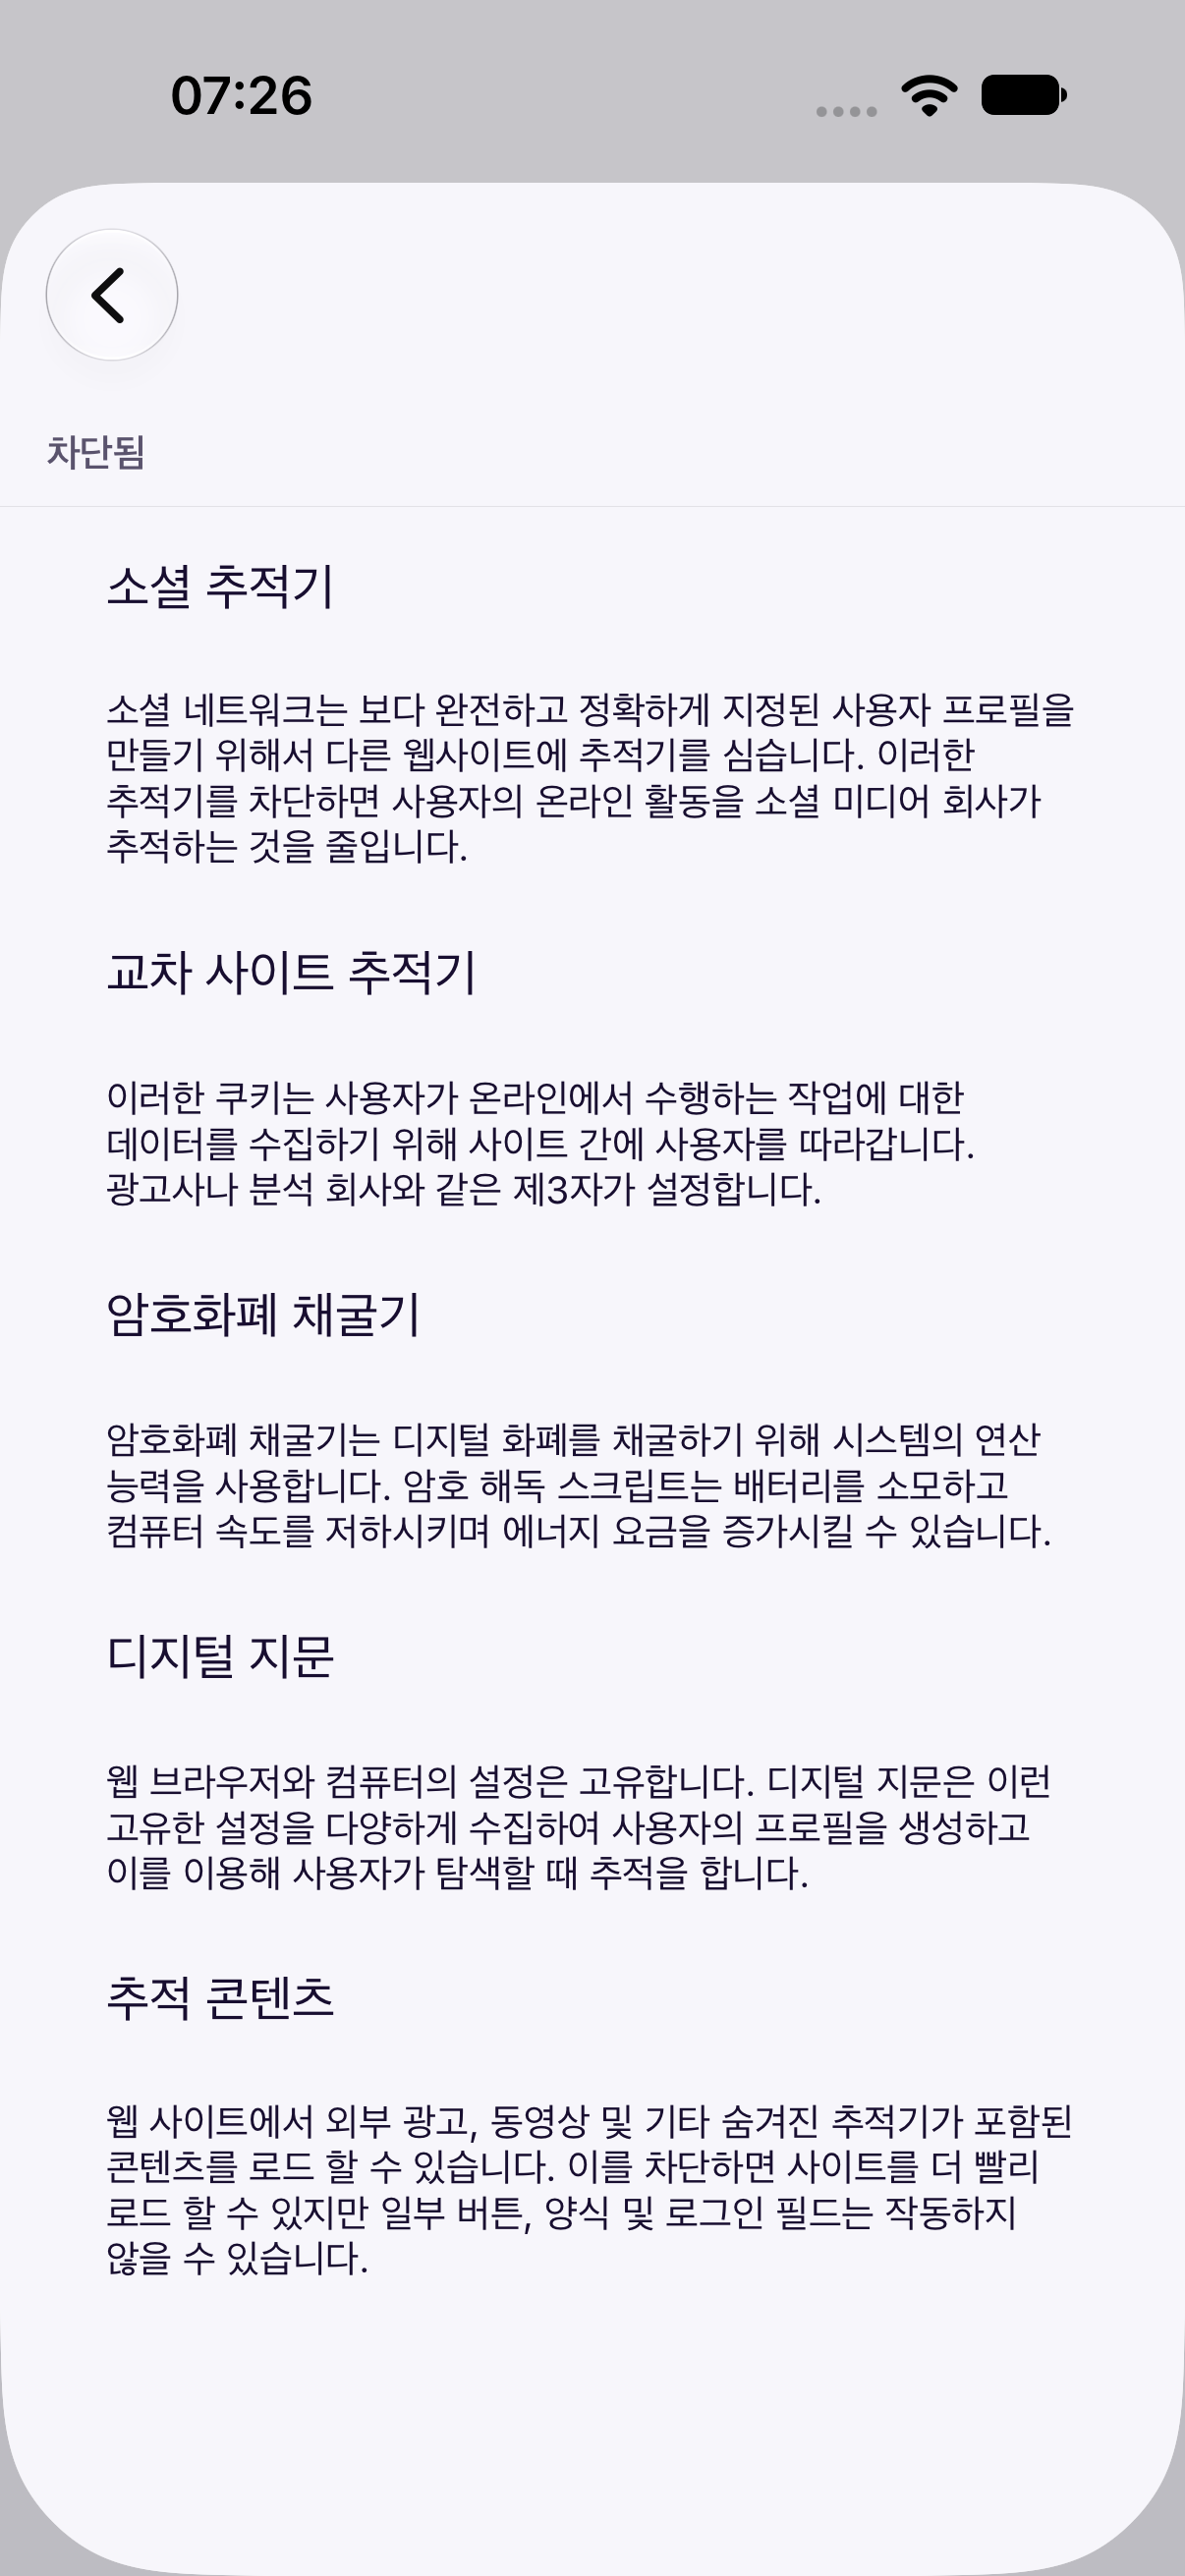 07:26
차단됨
소셜 추적기
소셜 네트워크는 보다 완전하고 정확하게 지정된 사용자 프로필을
만들기 위해서 다른 웹사이트에 추적기를 심습니다. 이러한
추적기를 차단하면 사용자의 온라인 활동을 소셜 미디어 회사가
추적하는 것을 줄입니다.
교차 사이트 추적기
이러한 쿠키는 사용자가 온라인에서 수행하는 작업에 대한
데이터를 수집하기 위해 사이트 간에 사용자를 따라갑니다.
광고사나 분석 회사와 같은 제3자가 설정합니다.
암호화폐 채굴기
암호화폐 채굴기는 디지털 화폐를 채굴하기 위해 시스템의 연산
능력을 사용합니다. 암호 해독 스크립트는 배터리를 소모하고
컴퓨터 속도를 저하시키며 에너지 요금을 증가시킬 수 있습니다.
디지털 지문
웹 브라우저와 컴퓨터의 설정은 고유합니다. 디지털 지문은 이런
고유한 설정을 다양하게 수집하여 사용자의 프로필을 생성하고
이를 이용해 사용자가 탐색할 때 추적을 합니다.
추적 콘텐츠
웹 사이트에서 외부 광고, 동영상 및 기타 숨겨진 추적기가 포함된
콘텐츠를 로드 할 수 있습니다. 이를 차단하면 사이트를 더 빨리
로드 할 수 있지만 일부 버튼, 양식 및 로그인 필드는 작동하지
않을 수 있습니다.